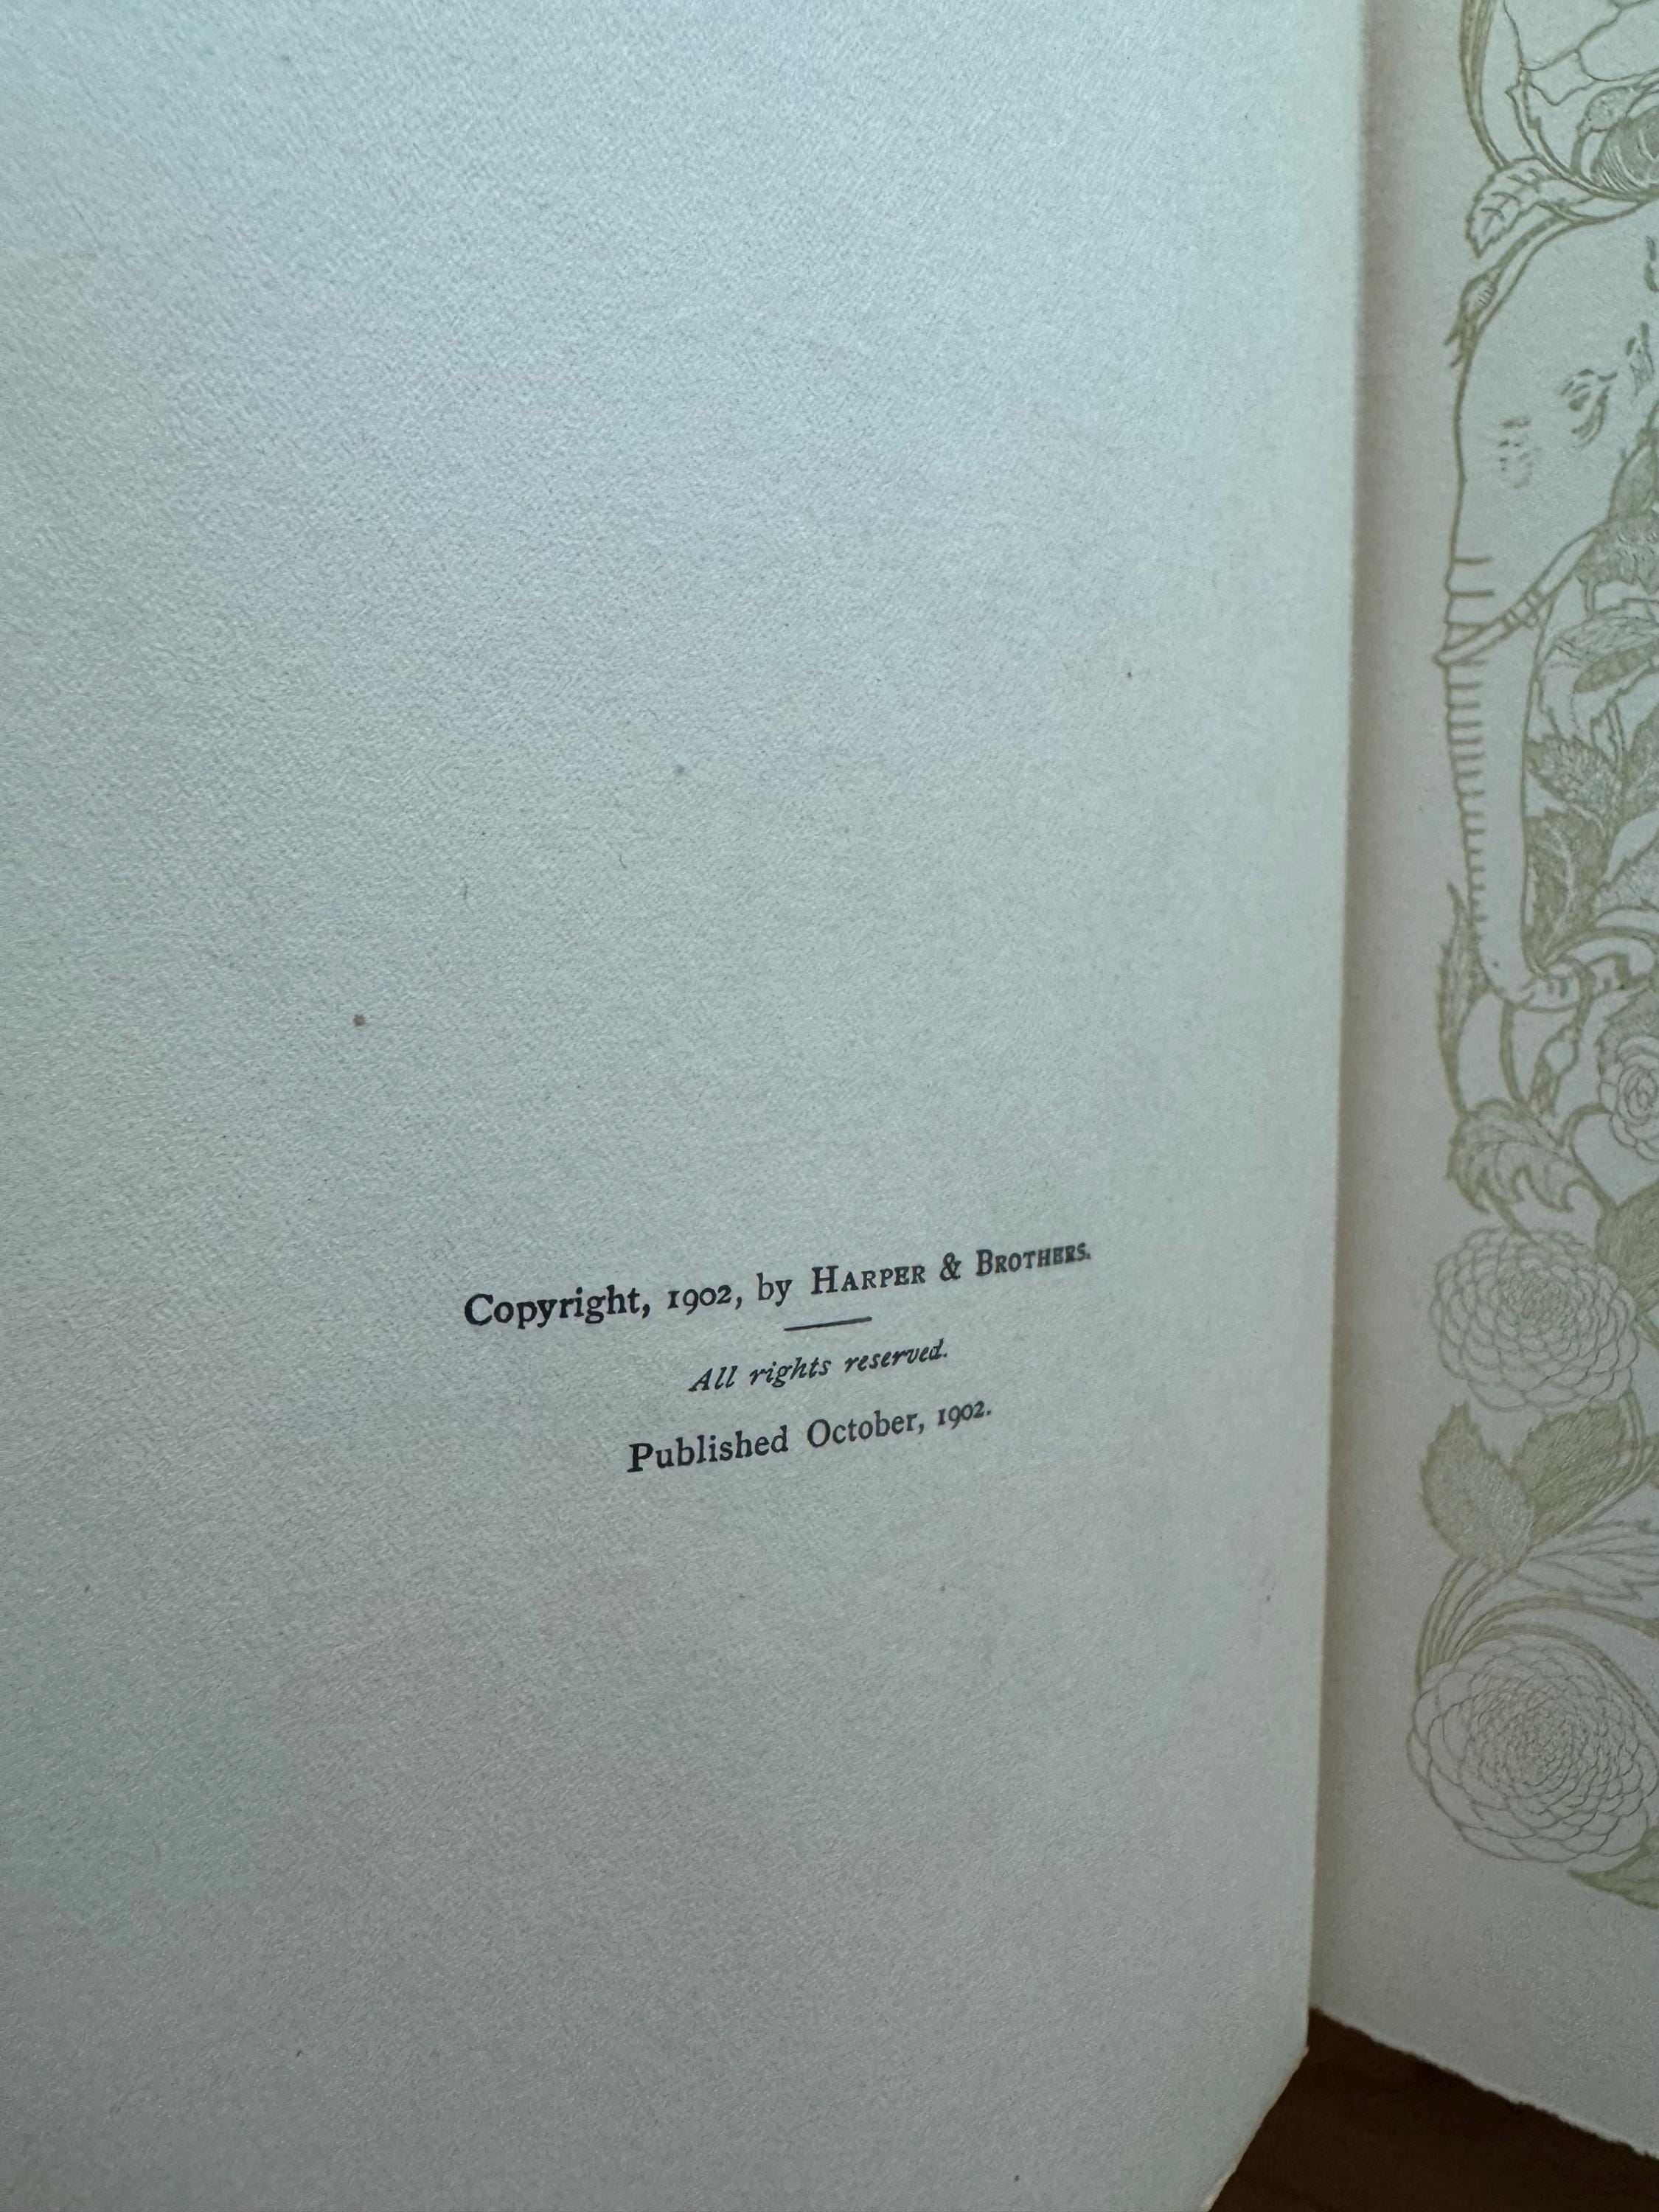 Copyright, 1902, by HARPER & BROTHERS.
All rights reserved.
Published October, 1902.